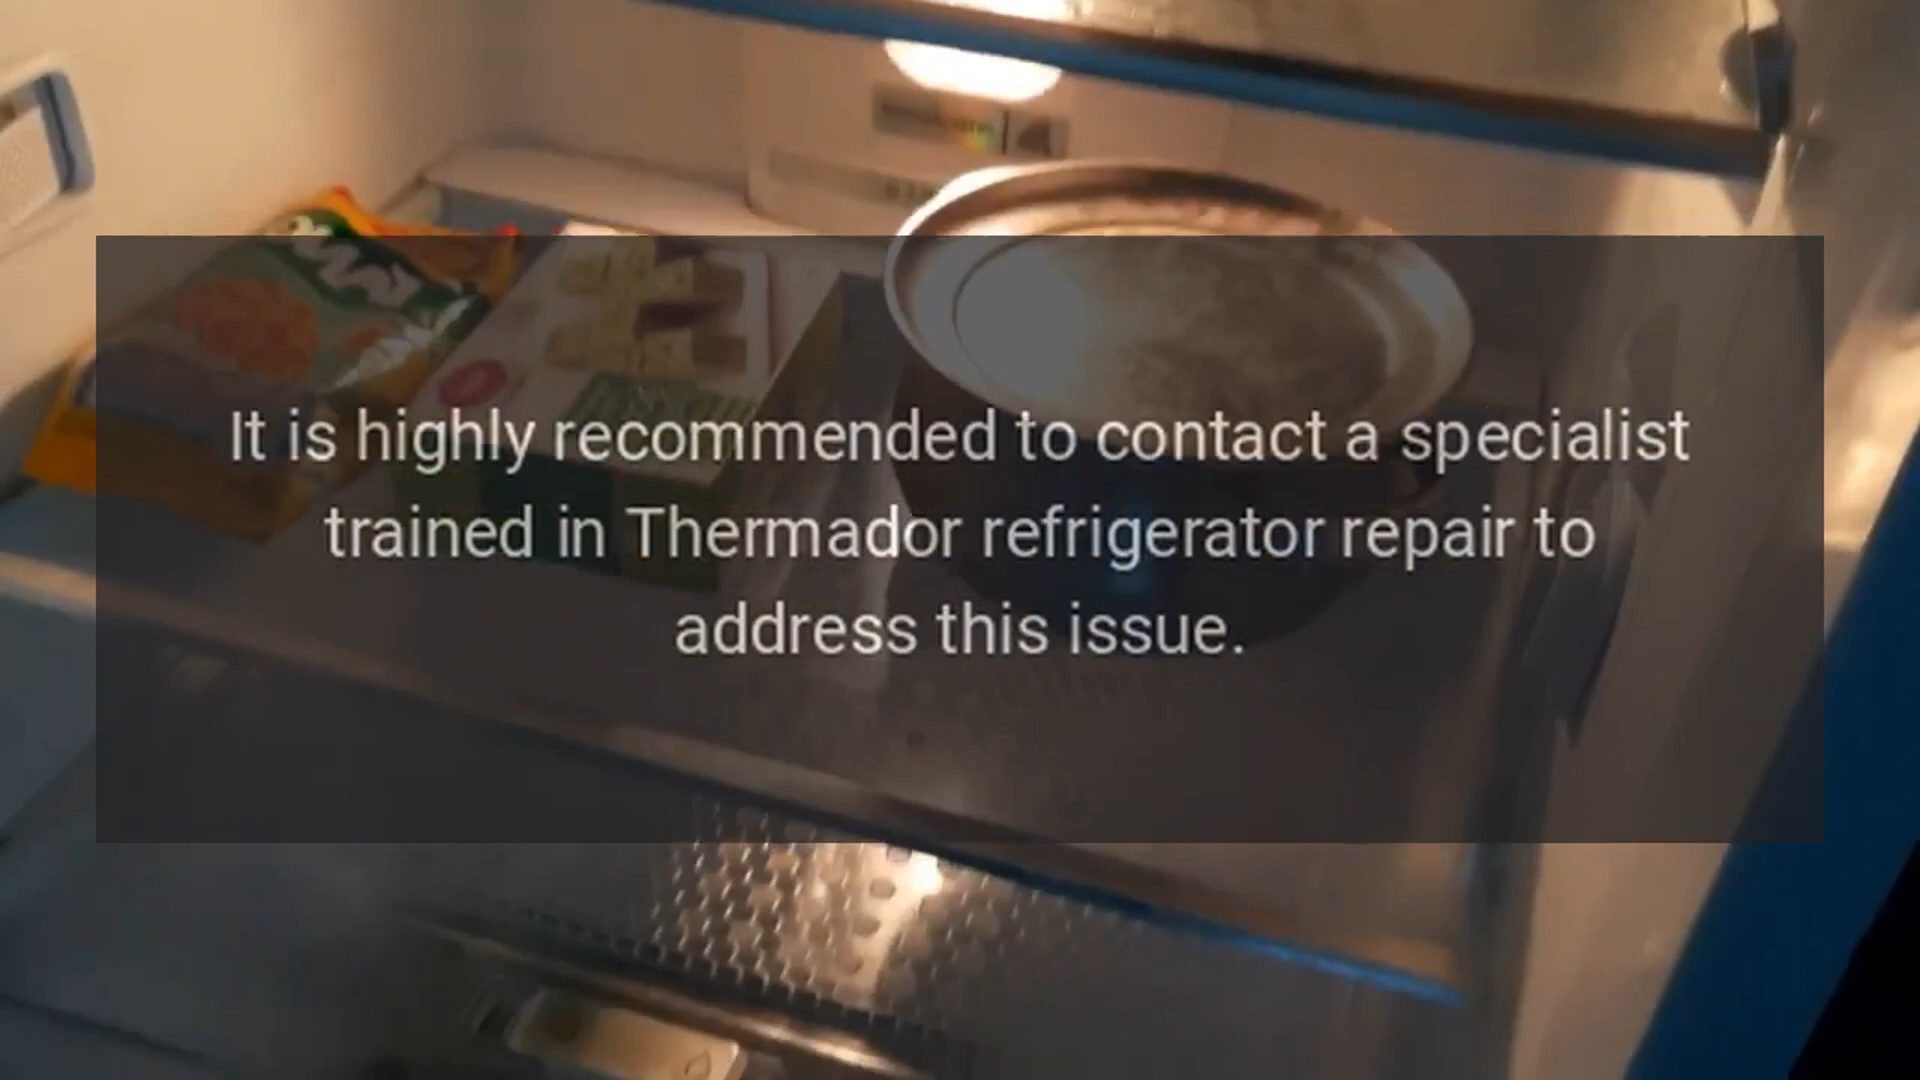 It is highly recommended to contact a specialist
trained in Thermador refrigerator repair to
address this issue.